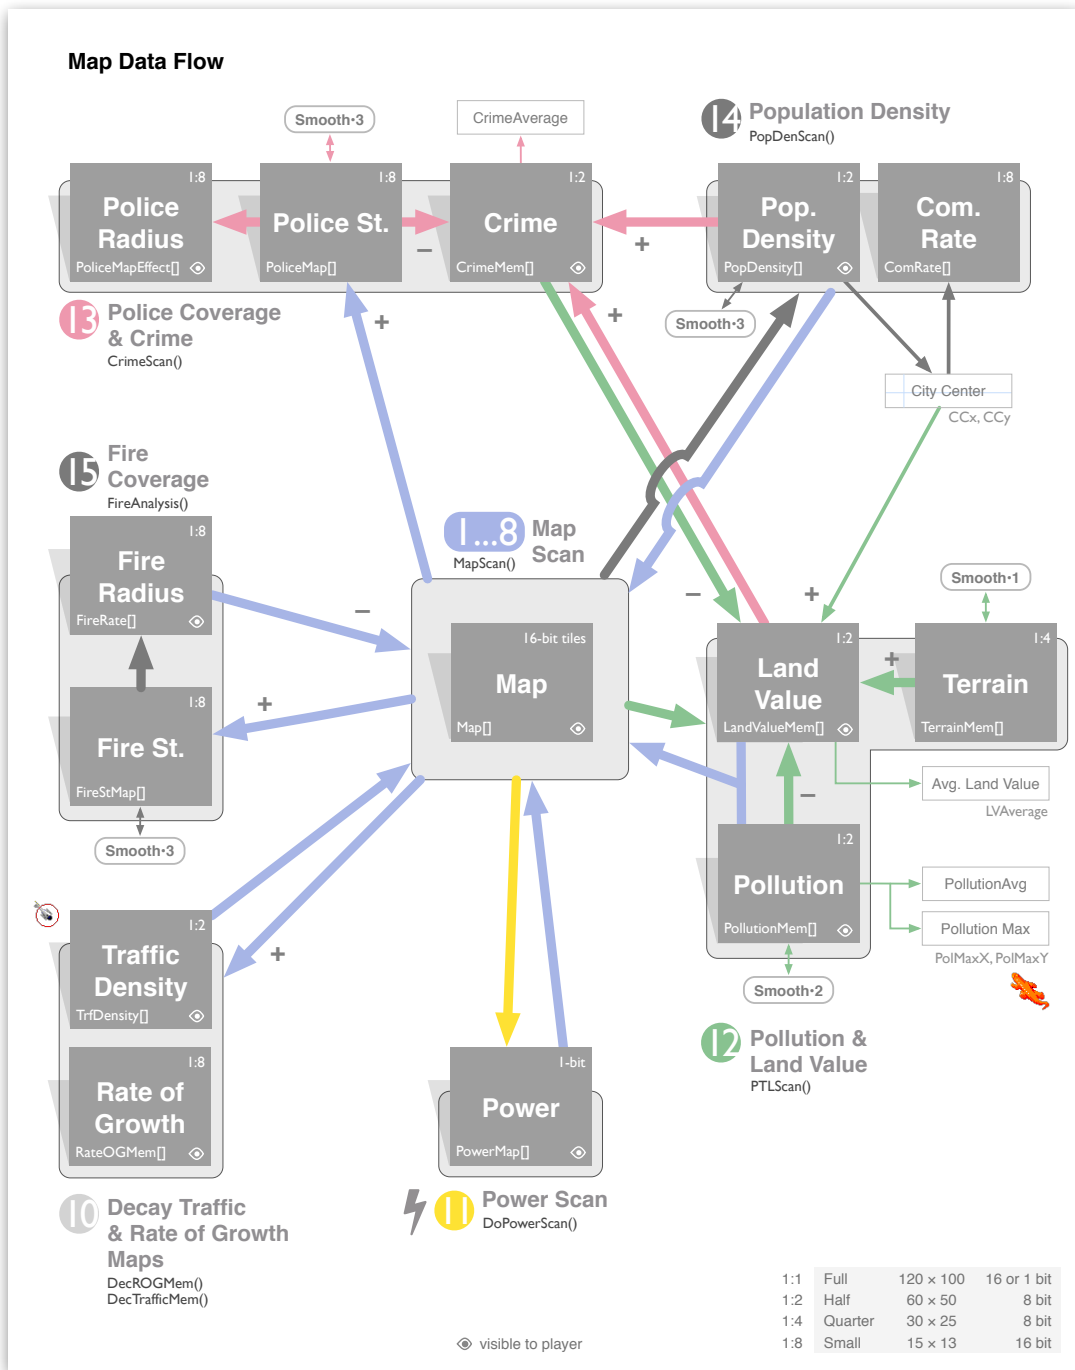 Map Data Flow
Smooth•3
CrimeAverage
14 Population Density
PopDenScan()
1:8
Police
Radius
PoliceMapEffect[]
1:8
Police St.
PoliceMap[]
1:2
Crime
CrimeMem[]
1:2
Pop.
Density
PopDensity[]
1:8
Com.
Rate
ComRate[]
–
+
13 Police Coverage
& Crime
CrimeScan()
+
+
Smooth•3
City Center
CCx, CCy
15 Fire
Coverage
FireAnalysis()
1:8
Fire
Radius
FireRate[]
–
1...8 Map
Scan
MapScan()
16-bit tiles
Map
Map[]
–
+
Smooth•1
1:2
Land
Value
LandValueMem[]
+
1:4
Terrain
TerrainMem[]
1:8
Fire St.
FireStMap[]
+
Smooth•3
–
Avg. Land Value
LVAverage
1:2
Pollution
PollutionMem[]
PollutionAvg
Pollution Max
PolMaxX, PolMaxY
Smooth•2
12 Pollution &
Land Value
PTLScan()
1:2
Traffic
Density
TrfDensity[]
+
1:8
Rate of
Growth
RateOGMem[]
10 Decay Traffic
& Rate of Growth
Maps
DecROGMem()
DecTrafficMem()
1-bit
Power
PowerMap[]
11 Power Scan
DoPowerScan()
1:1 Full 120 × 100 16 or 1 bit
1:2 Half 60 × 50 8 bit
1:4 Quarter 30 × 25 8 bit
1:8 Small 15 × 13 16 bit
visible to player